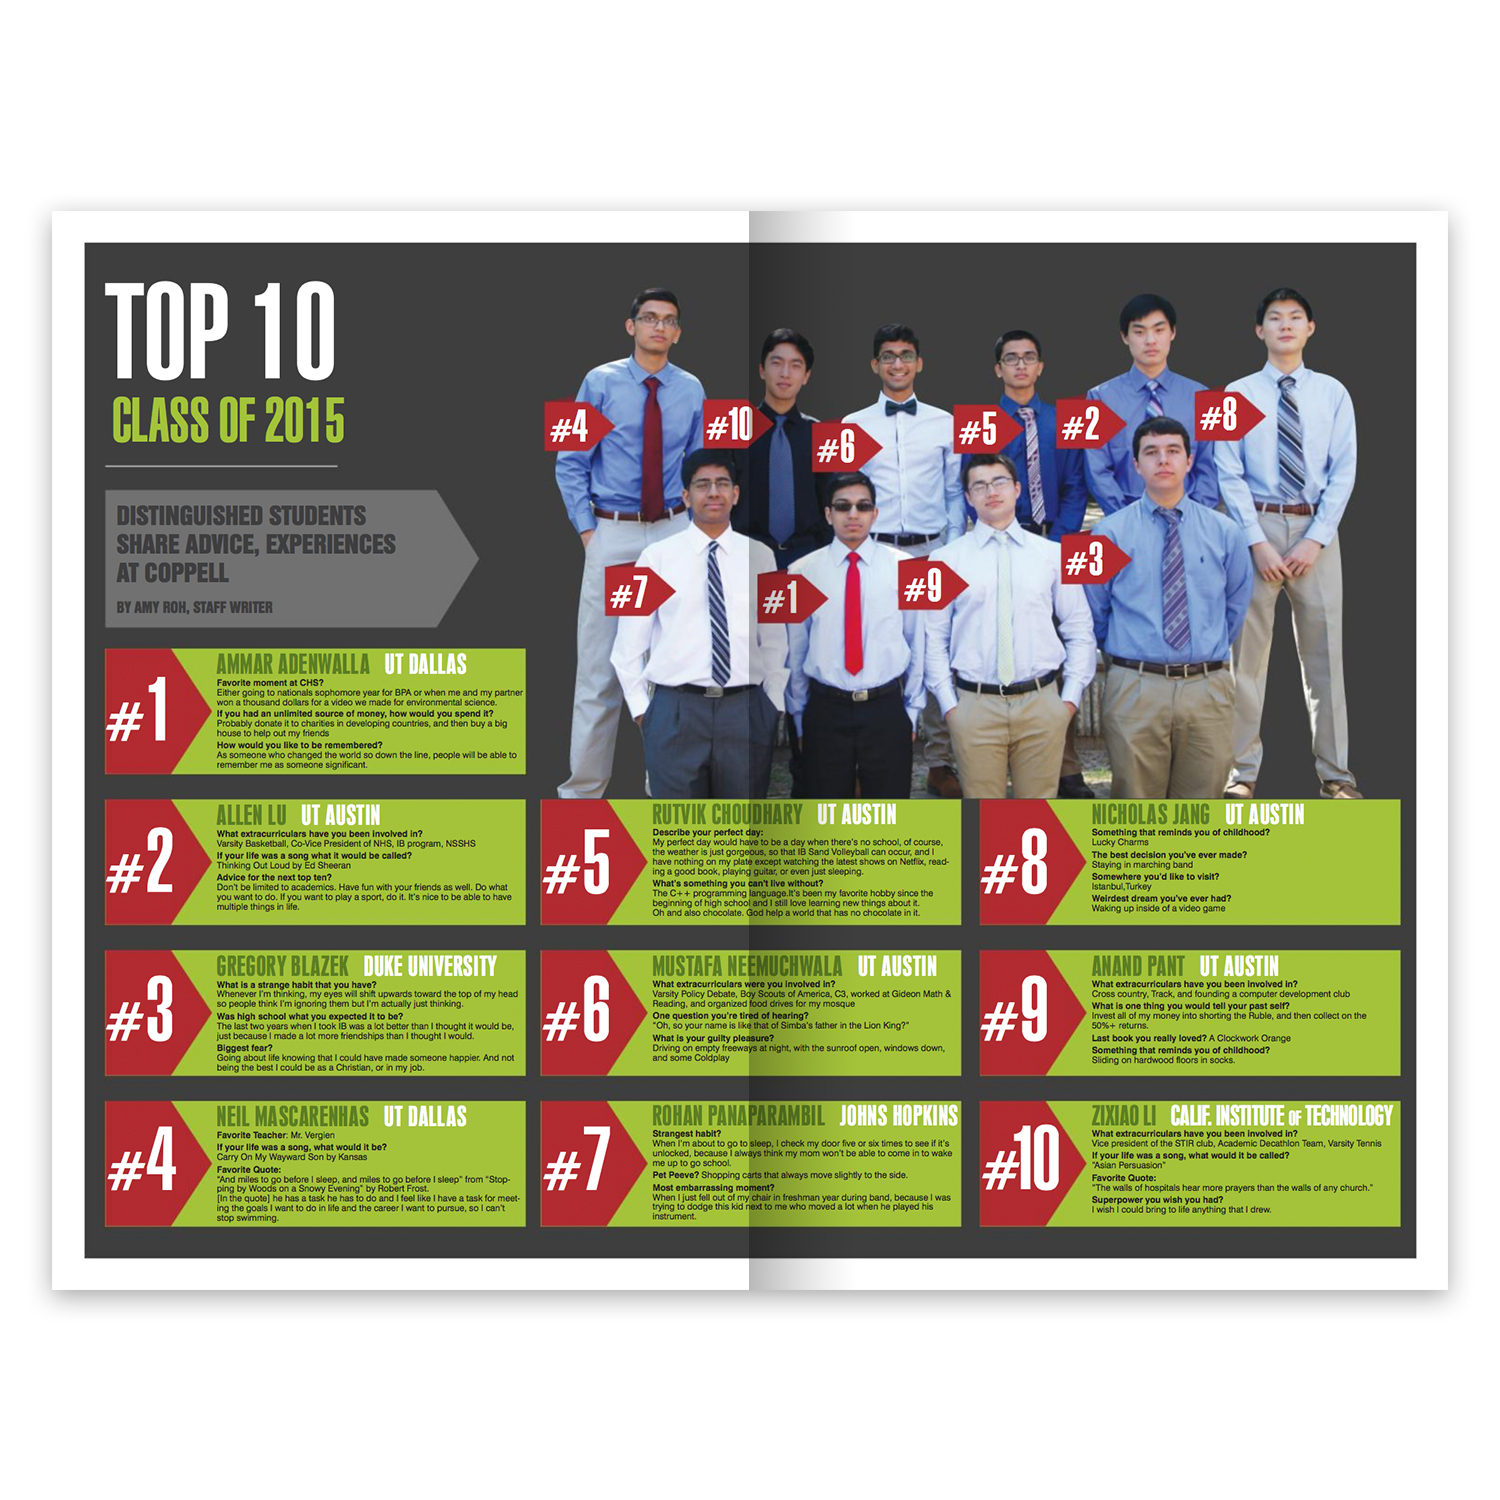 TOP 10
CLASS OF 2015
DISTINGUISHED STUDENTS
SHARE ADVICE, EXPERIENCES
AT COPPELL
BY AMY ROH, STAFF WRITER
#4
#10
#6
#5
#2
#8
#7
#1
#9
#3
#1
AMMAR ADENWALLA UT DALLAS
Favorite moment at CHS?
Either going to nationals sophomore year for BPA or when me and my partner
won a thousand dollars for a video we made for environmental science.
If you had an unlimited source of money, how would you spend it?
Probably donate it to charities in developing countries, and then buy a big
house to help out my friends
How would you like to be remembered?
As someone who changed the world so down the line, people will be able to
remember me as someone significant.
#2
ALLEN LU UT AUSTIN
What extracurriculars have you been involved in?
Varsity Basketball, Co-Vice President of NHS, IB program, NSSHS
If your life was a song what it would be called?
Thinking Out Loud by Ed Sheeran
Advice for the next top ten?
Don't be limited to academics. Have fun with your friends as well. Do what
you want to do. If you want to play a sport, do it. It's nice to be able to have
multiple things in life.
#3
GREGORY BLAZEK DUKE UNIVERSITY
What is a strange habit that you have?
Whenever I'm thinking, my eyes will shift upwards toward the top of my head
so people think I'm ignoring them but I'm actually just thinking.
Was high school what you expected it to be?
The last two years when I took IB was a lot better than I thought it would be,
just because I made a lot more friendships than I thought I would.
Biggest fear?
Going about life knowing that I could have made someone happier. And not
being the best I could be as a Christian, or in my job.
#4
NEIL MASCARENHAS UT DALLAS
Favorite Teacher: Mr. Vergien
If your life was a song, what would it be?
Carry On My Wayward Son by Kansas
Favorite Quote:
"And miles to go before I sleep, and miles to go before I sleep" from "Stop-
ping by Woods on a Snowy Evening" by Robert Frost.
[In the quote] he has a task he has to do and I feel like I have a task for meet-
ing the goals I want to do in life and the career I want to pursue, so I can't
stop swimming.
#5
RUTVIK CHOUDHARY UT AUSTIN
Describe your perfect day:
My perfect day would have to be a day when there's no school, of course,
the weather is just gorgeous, so that IB Sand Volleyball can occur, and I
have nothing on my plate except watching the latest shows on Netflix, read-
ing a good book, playing guitar, or even just sleeping.
What's something you can't live without?
The C++ programming language.It's been my favorite hobby since the
beginning of high school and I still love learning new things about it.
Oh and also chocolate. God help a world that has no chocolate in it.
#6
MUSTAFA NEEMUCHWALA UT AUSTIN
What extracurriculars were you involved in?
Varsity Policy Debate, Boy Scouts of America, C3, worked at Gideon Math &
Reading, and organized food drives for my mosque
One question you're tired of hearing?
"Oh, so your name is like that of Simba's father in the Lion King?"
What is your guilty pleasure?
Driving on empty freeways at night, with the sunroof open, windows down,
and some Coldplay
#7
ROHAN PANAPARAMBIL JOHNS HOPKINS
Strangest habit?
When I'm about to go to sleep, I check my door five or six times to see if it's
unlocked, because I always think my mom won't be able to come in to wake
me up to go school.
Pet Peeve? Shopping carts that always move slightly to the side.
Most embarrassing moment?
When I just fell out of my chair in freshman year during band, because I was
trying to dodge this kid next to me who moved a lot when he played his
instrument.
#8
NICHOLAS JANG UT AUSTIN
Something that reminds you of childhood?
Lucky Charms
The best decision you've ever made?
Staying in marching band
Somewhere you'd like to visit?
Istanbul,Turkey
Weirdest dream you've ever had?
Waking up inside of a video game
#9
ANAND PANT UT AUSTIN
What extracurriculars have you been involved in?
Cross country, Track, and founding a computer development club
What is one thing you would tell your past self?
Invest all of my money into shorting the Ruble, and then collect on the
50%+ returns.
Last book you really loved? A Clockwork Orange
Something that reminds you of childhood?
Sliding on hardwood floors in socks.
#10
ZIXIAO LI CALIF. INSTITUTE OF TECHNOLOGY
What extracurriculars have you been involved in?
Vice president of the STIR club, Academic Decathlon Team, Varsity Tennis
If your life was a song, what would it be called?
"Asian Persuasion"
Favorite Quote:
"The walls of hospitals hear more prayers than the walls of any church."
Superpower you wish you had?
I wish I could bring to life anything that I drew.